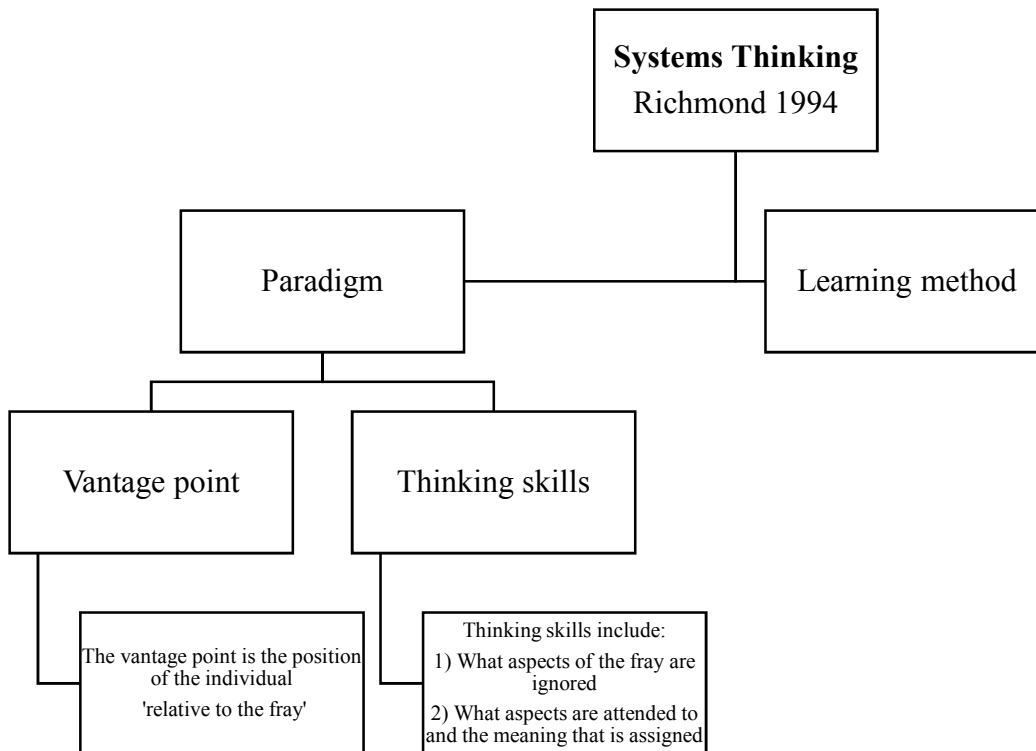 Systems Thinking
Richmond 1994
Paradigm
Learning method
Vantage point
Thinking skills
The vantage point is the position
of the individual
'relative to the fray'
Thinking skills include:
1) What aspects of the fray are
ignored
2) What aspects are attended to
and the meaning that is assigned